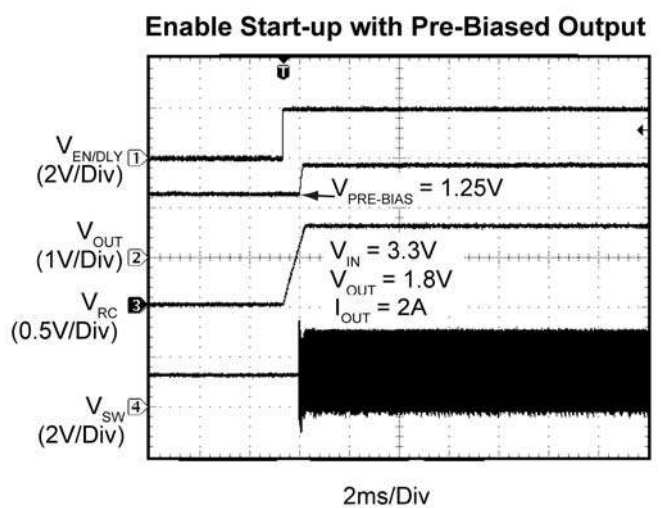 Enable Start-up with Pre-Biased Output
T
V_EN/DLY 1
(2V/Div)
V_PRE-BIAS = 1.25V
V_OUT 2
(1V/Div)
V_IN = 3.3V
V_OUT = 1.8V
I_OUT = 2A
V_RC 3
(0.5V/Div)
V_SW 4
(2V/Div)
2ms/Div